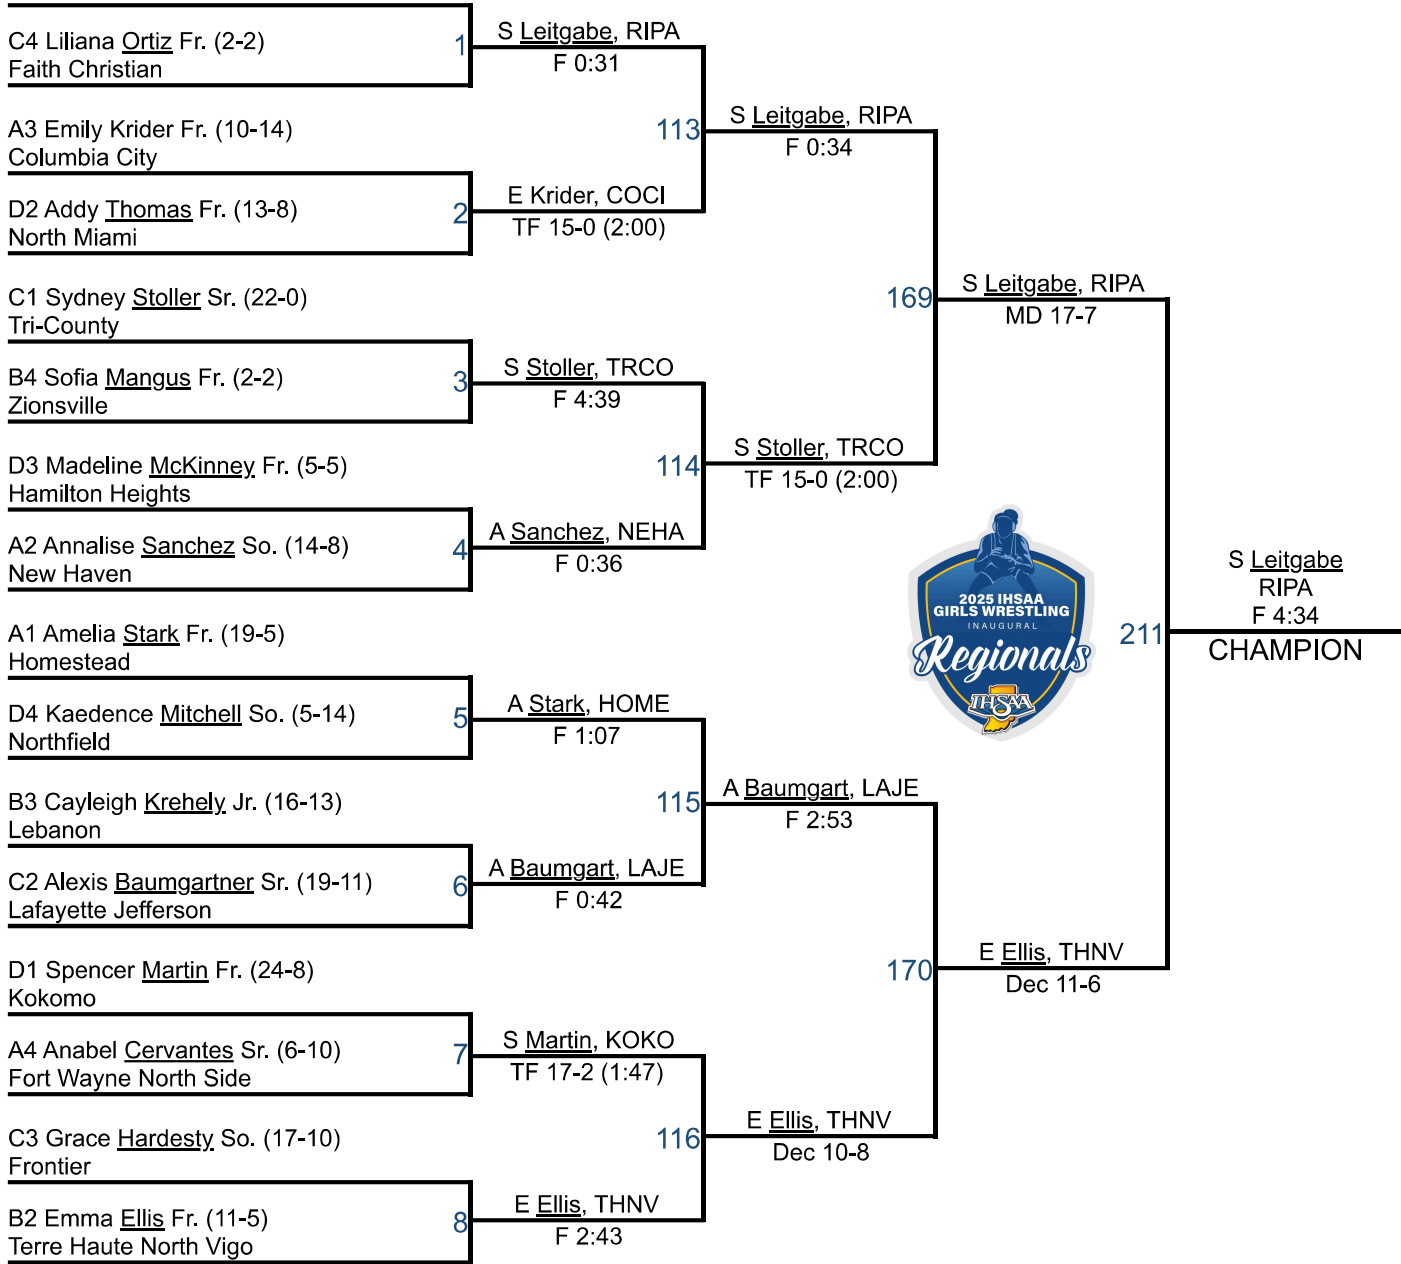 C4 Liliana Ortiz Fr. (2-2)
Faith Christian
1
S Leitgabe, RIPA
F 0:31
A3 Emily Krider Fr. (10-14)
Columbia City
113
S Leitgabe, RIPA
F 0:34
D2 Addy Thomas Fr. (13-8)
North Miami
2
E Krider, COCI
TF 15-0 (2:00)
C1 Sydney Stoller Sr. (22-0)
Tri-County
169
S Leitgabe, RIPA
MD 17-7
B4 Sofia Mangus Fr. (2-2)
Zionsville
3
S Stoller, TRCO
F 4:39
D3 Madeline McKinney Fr. (5-5)
Hamilton Heights
114
S Stoller, TRCO
TF 15-0 (2:00)
A2 Annalise Sanchez So. (14-8)
New Haven
4
A Sanchez, NEHA
F 0:36
2025 IHSAA
GIRLS WRESTLING
INAUGURAL
Regionals
IHSAA
211
S Leitgabe
RIPA
F 4:34
CHAMPION
A1 Amelia Stark Fr. (19-5)
Homestead
D4 Kaedence Mitchell So. (5-14)
Northfield
5
A Stark, HOME
F 1:07
B3 Cayleigh Krehely Jr. (16-13)
Lebanon
115
A Baumgart, LAJE
F 2:53
C2 Alexis Baumgartner Sr. (19-11)
Lafayette Jefferson
6
A Baumgart, LAJE
F 0:42
D1 Spencer Martin Fr. (24-8)
Kokomo
170
E Ellis, THNV
Dec 11-6
A4 Anabel Cervantes Sr. (6-10)
Fort Wayne North Side
7
S Martin, KOKO
TF 17-2 (1:47)
C3 Grace Hardesty So. (17-10)
Frontier
116
E Ellis, THNV
Dec 10-8
B2 Emma Ellis Fr. (11-5)
Terre Haute North Vigo
8
E Ellis, THNV
F 2:43